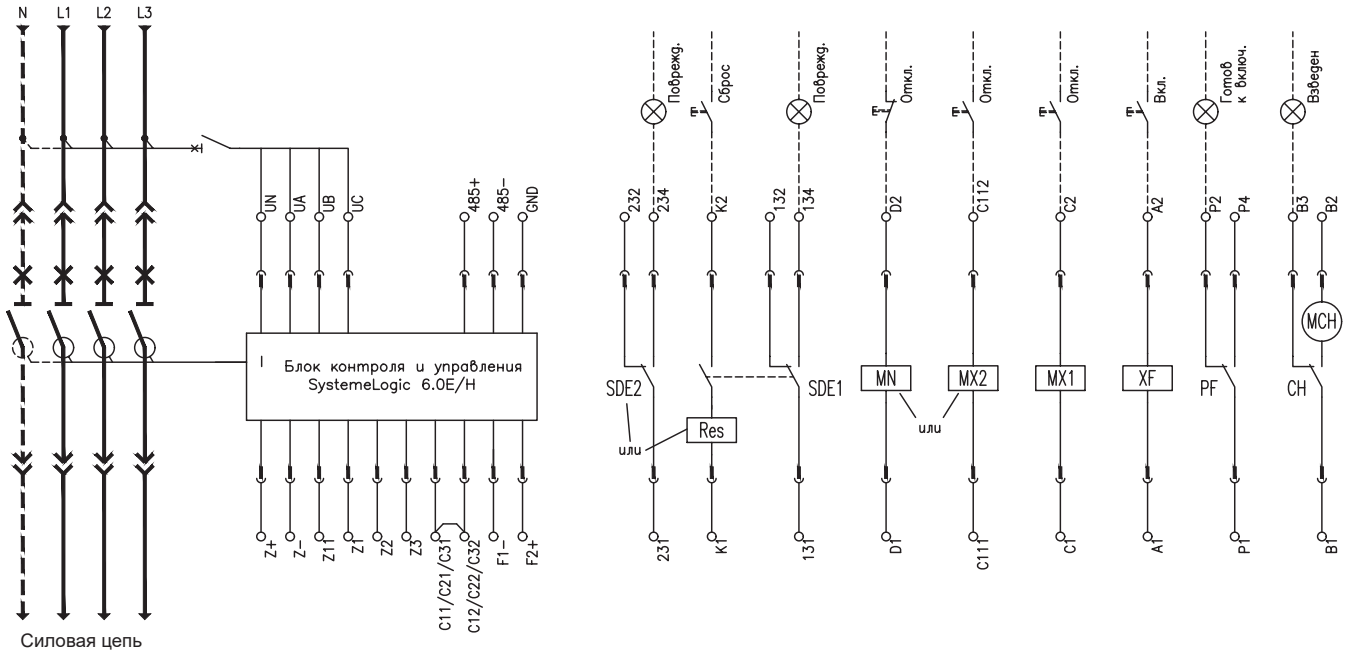 N L1 L2 L3
UN UA UB UC
485+ 485- GND
I
Блок контроля и управления
SystemeLogic 6.0E/H
Z+ Z- Z11 Z1 Z2 Z3 C11/C21/C31 C12/C22/C32 F1- F2+
Силовая цепь
Поврежд. Сброс Поврежд. Откл. Откл. Откл. Вкл. Готов
к включ. Взведен
232 234 K2 132 134 D2 C112 C2 A2 P2 P4 B3 B2
MCH
SDE2 SDE1 MN MX2 MX1 XF PF CH
или Res или
231 K1 131 D1 C111 C1 A1 P1 B1